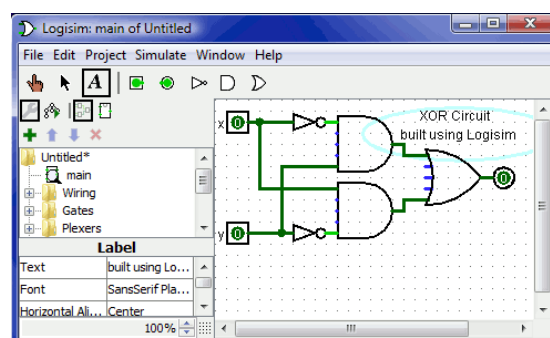 Logisim: main of Untitled
File Edit Project Simulate Window Help
A
Untitled*
main
Wiring
Gates
Plexers
Label
Text built using Lo...
Font SansSerif Pla...
Horizontal Ali... Center
100%
x 0
XOR Circuit
built using Logisim
0
y 0